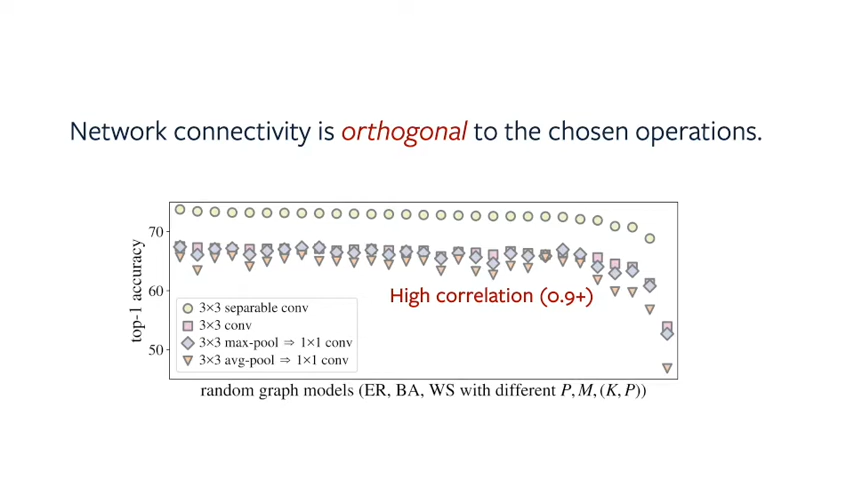 Network connectivity is orthogonal to the chosen operations.
70
60
50
top-1 accuracy
High correlation (0.9+)
3×3 separable conv
3×3 conv
3×3 max-pool ⇒ 1×1 conv
3×3 avg-pool ⇒ 1×1 conv
random graph models (ER, BA, WS with different P, M, (K, P))